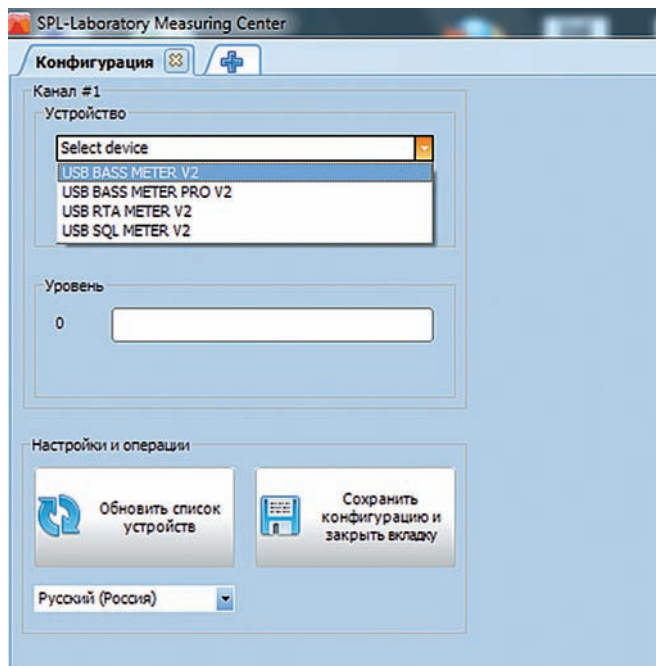 SPL-Laboratory Measuring Center
Конфигурация
Канал #1
Устройство
Select device
USB BASS METER V2
USB BASS METER PRO V2
USB RTA METER V2
USB SQL METER V2
Уровень
0
Настройки и операции
Обновить список
устройств
Сохранить
конфигурацию и
закрыть вкладку
Русский (Россия)